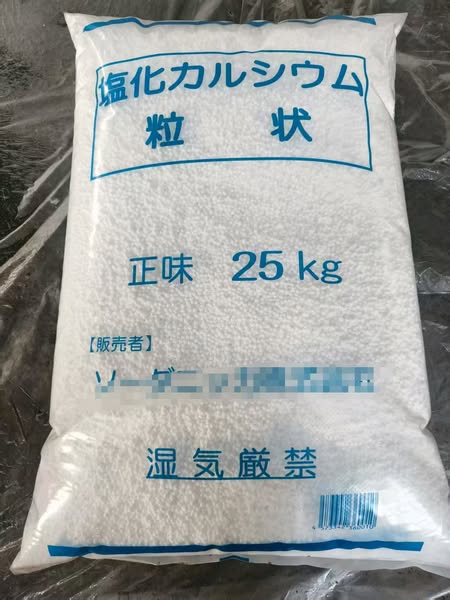 塩化カルシウム
粒 状
正味 25kg
【販売者】
湿気厳禁